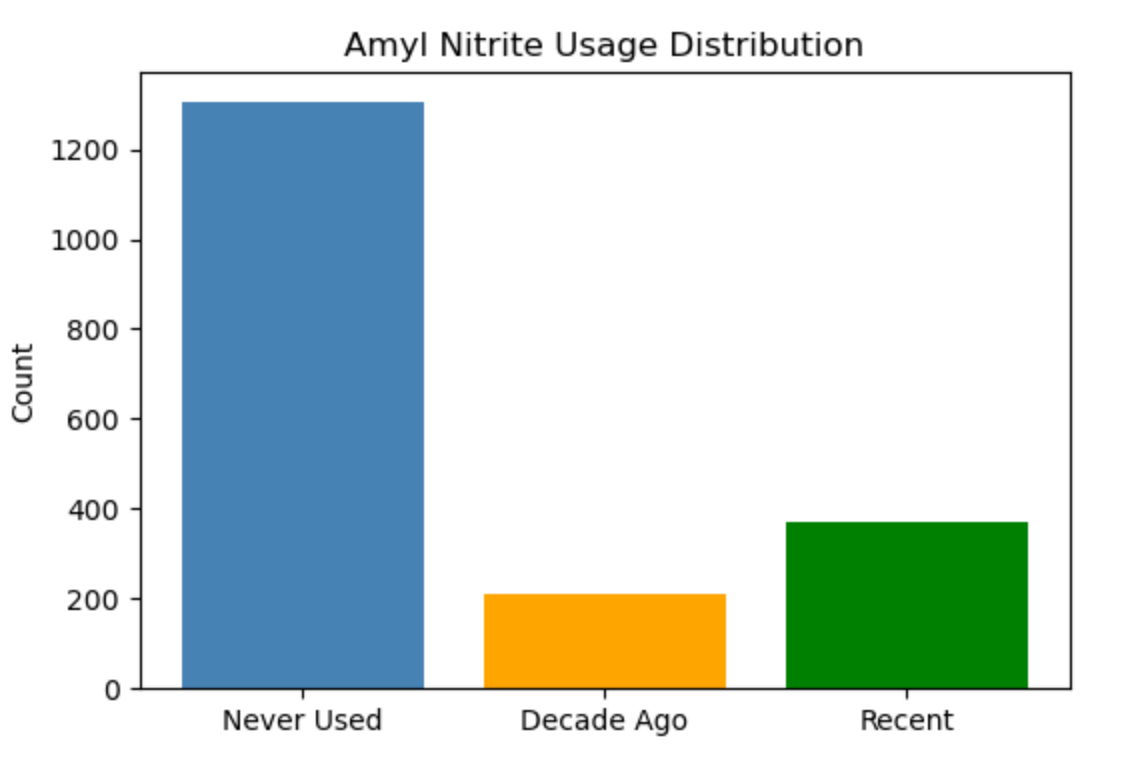 Amyl Nitrite Usage Distribution
1200
1000
800
600
400
200
0
Count
Never Used
Decade Ago
Recent